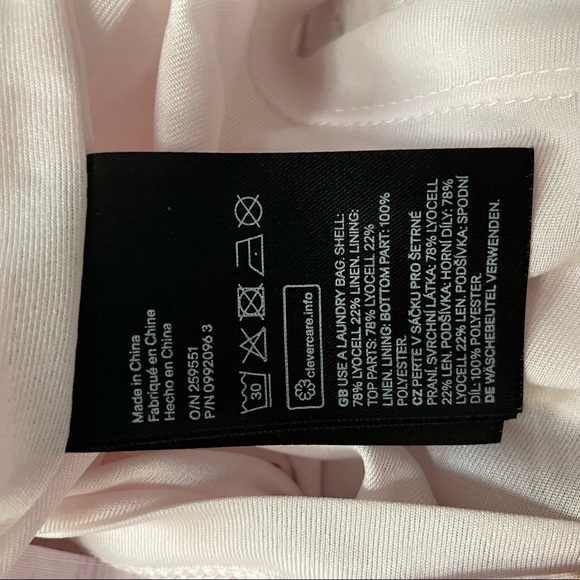 Made in China
Fabriqué en Chine
Hecho en China
O/N 259551
P/N 0992096 3
30
clevercare.info
GB USE A LAUNDRY BAG. SHELL:
78% LYOCELL 22% LINEN. LINING:
TOP PARTS: 78% LYOCELL 22%
LINEN. LINING: BOTTOM PART: 100%
POLYESTER.
CZ PERTE V SÁČKU PRO ŠETRNÉ
PRANÍ. SVRCHNÍ LÁTKA: 78% LYOCELL
22% LEN. PODŠÍVKA: HORNÍ DÍLY: 78%
LYOCELL 22% LEN. PODŠÍVKA: SPODNÍ
DÍL:100% POLYESTER.
DE WÄSCHEBEUTEL VERWENDEN.